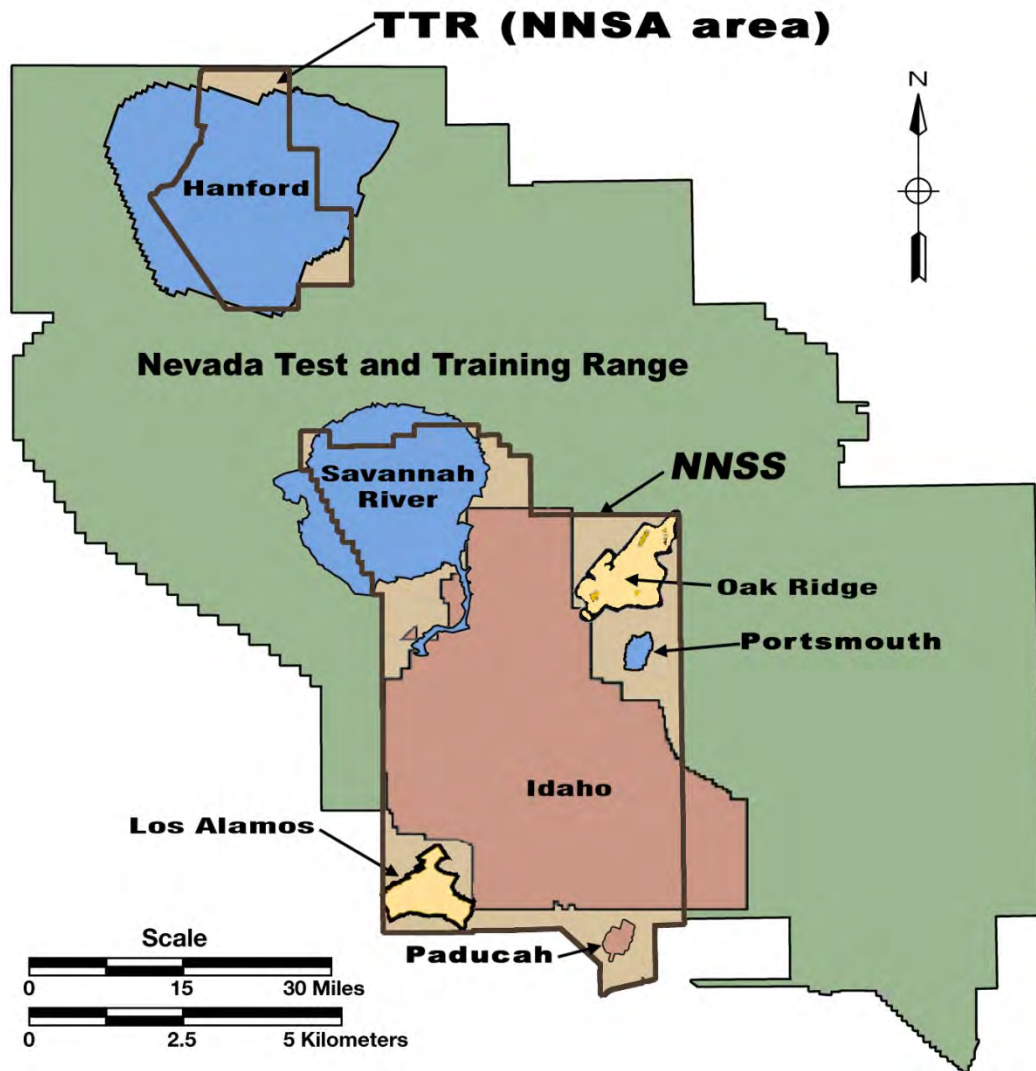 TTR (NNSA area)
N
Hanford
Nevada Test and Training Range
Savannah
River
NNSS
Oak Ridge
Portsmouth
Idaho
Los Alamos
Paducah
Scale
0 15 30 Miles
0 2.5 5 Kilometers